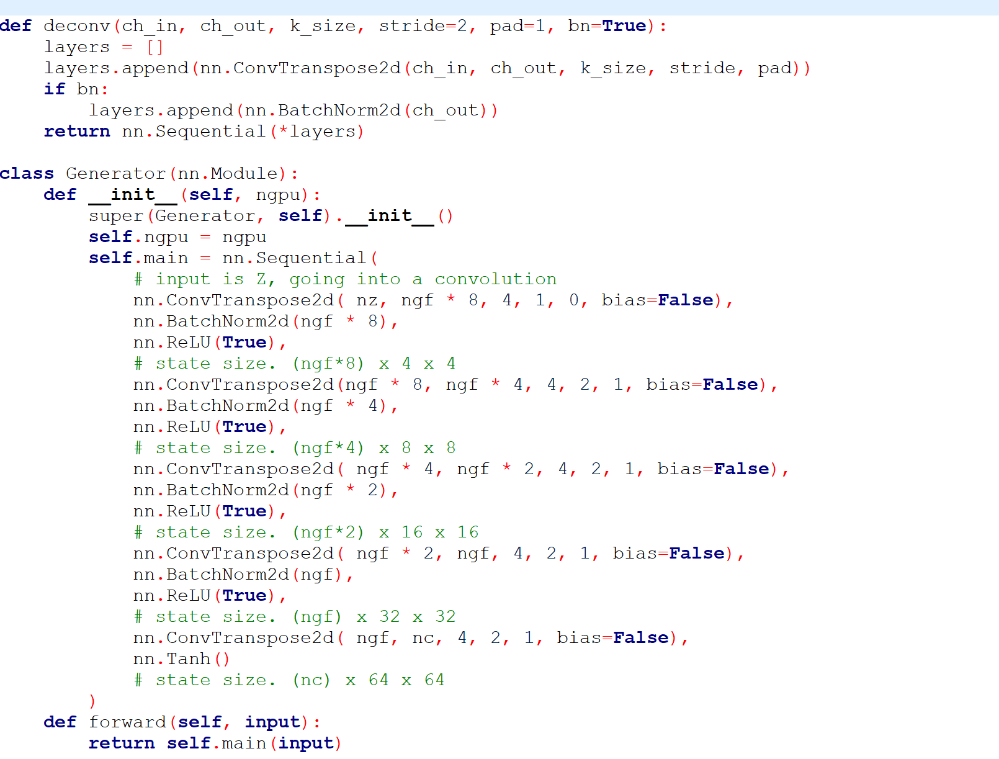 def deconv(ch_in, ch_out, k_size, stride=2, pad=1, bn=True):
    layers = []
    layers.append(nn.ConvTranspose2d(ch_in, ch_out, k_size, stride, pad))
    if bn:
        layers.append(nn.BatchNorm2d(ch_out))
    return nn.Sequential(*layers)

class Generator(nn.Module):
    def __init__(self, ngpu):
        super(Generator, self).__init__()
        self.ngpu = ngpu
        self.main = nn.Sequential(
            # input is Z, going into a convolution
            nn.ConvTranspose2d( nz, ngf * 8, 4, 1, 0, bias=False),
            nn.BatchNorm2d(ngf * 8),
            nn.ReLU(True),
            # state size. (ngf*8) x 4 x 4
            nn.ConvTranspose2d(ngf * 8, ngf * 4, 4, 2, 1, bias=False),
            nn.BatchNorm2d(ngf * 4),
            nn.ReLU(True),
            # state size. (ngf*4) x 8 x 8
            nn.ConvTranspose2d( ngf * 4, ngf * 2, 4, 2, 1, bias=False),
            nn.BatchNorm2d(ngf * 2),
            nn.ReLU(True),
            # state size. (ngf*2) x 16 x 16
            nn.ConvTranspose2d( ngf * 2, ngf, 4, 2, 1, bias=False),
            nn.BatchNorm2d(ngf),
            nn.ReLU(True),
            # state size. (ngf) x 32 x 32
            nn.ConvTranspose2d( ngf, nc, 4, 2, 1, bias=False),
            nn.Tanh()
            # state size. (nc) x 64 x 64
        )
    def forward(self, input):
        return self.main(input)